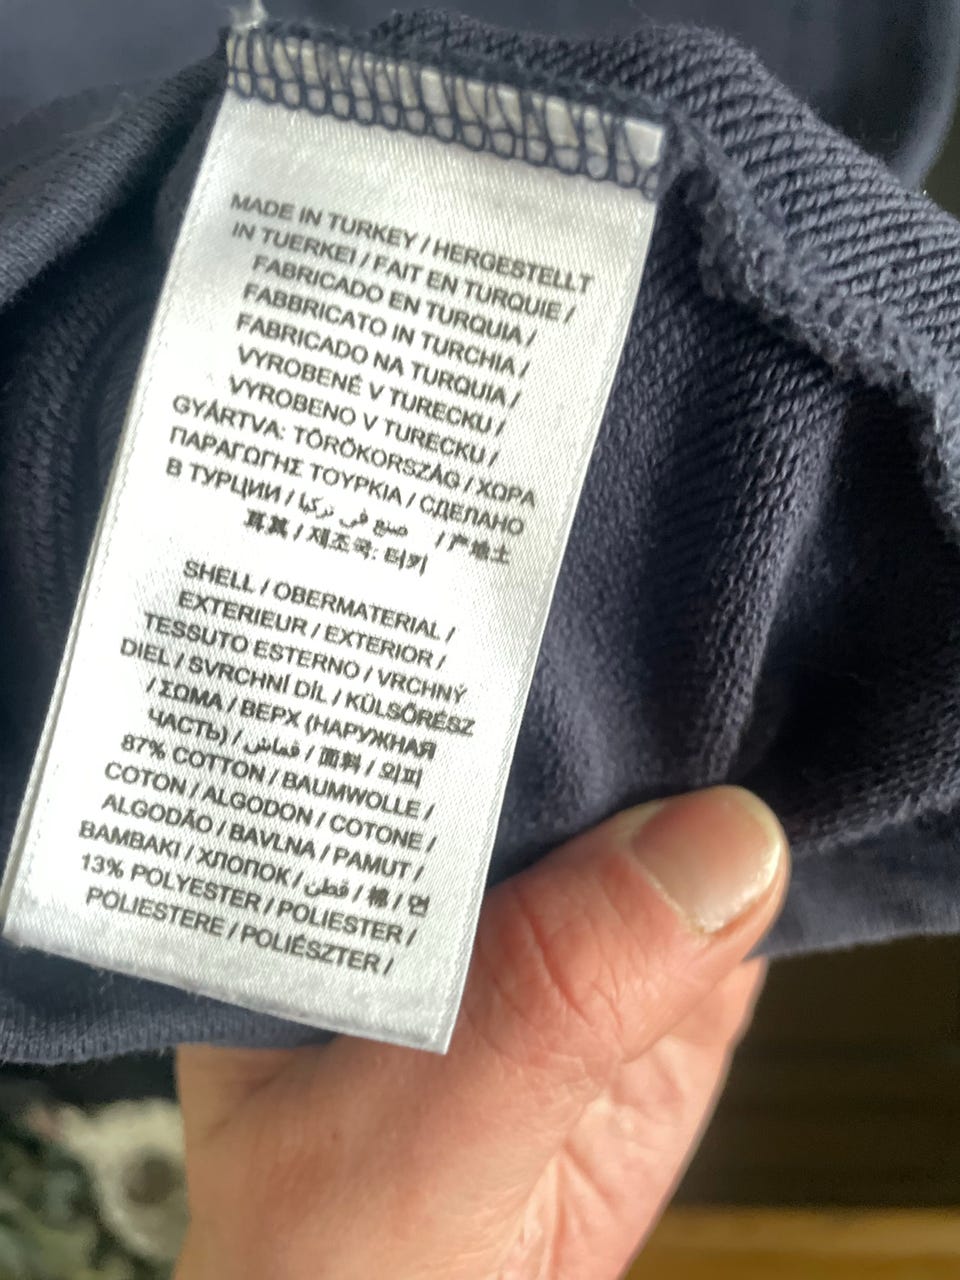 MADE IN TURKEY / HERGESTELLT
IN TUERKEI / FAIT EN TURQUIE /
FABRICADO EN TURQUIA /
FABBRICATO IN TURCHIA /
FABRICADO NA TURQUIA /
VYROBENÉ V TURECKU /
VYROBENO V TURECKU /
GYÁRTVA: TÖRÖKORSZÁG / ΧΩΡΑ
ΠΑΡΑΓΩΓΗΣ ΤΟΥΡΚΙΑ / СДЕЛАНО
В ТУРЦИИ / صنع في تركيا / 产地土
耳其 / 제조국: 터키
SHELL / OBERMATERIAL /
EXTERIEUR / EXTERIOR /
TESSUTO ESTERNO / VRCHNÝ
DIEL / SVRCHNÍ DÍL / KÜLSŐRÉSZ
/ ΣΩΜΑ / ВЕРХ (НАРУЖНАЯ
ЧАСТЬ) / قماش / 面料 / 외피
87% COTTON / BAUMWOLLE /
COTON / ALGODON / COTONE /
ALGODÃO / BAVLNA / PAMUT /
ΒΑΜΒΑΚΙ / ХЛОПОК / قطن / 棉 / 면
13% POLYESTER / POLIESTER /
POLIESTERE / POLIÉSZTER /